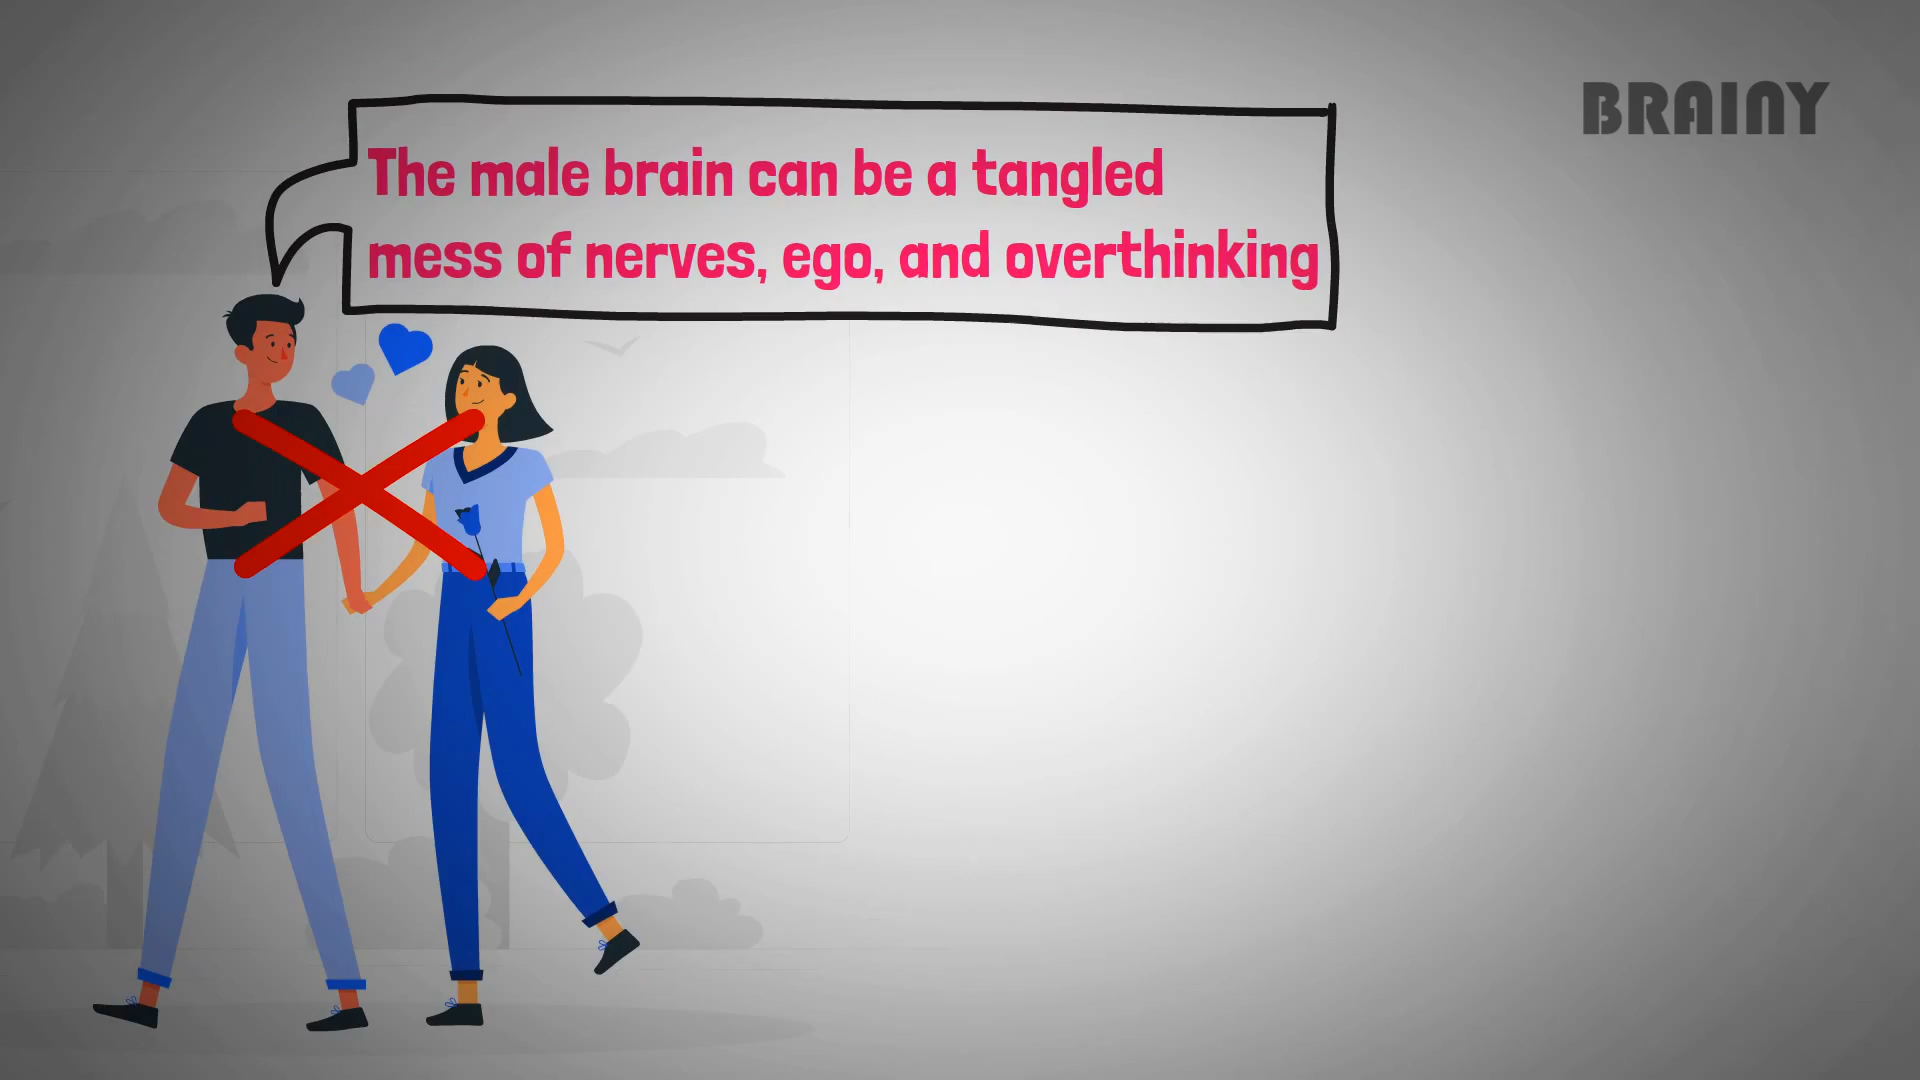 BRAINY
The male brain can be a tangled
mess of nerves, ego, and overthinking